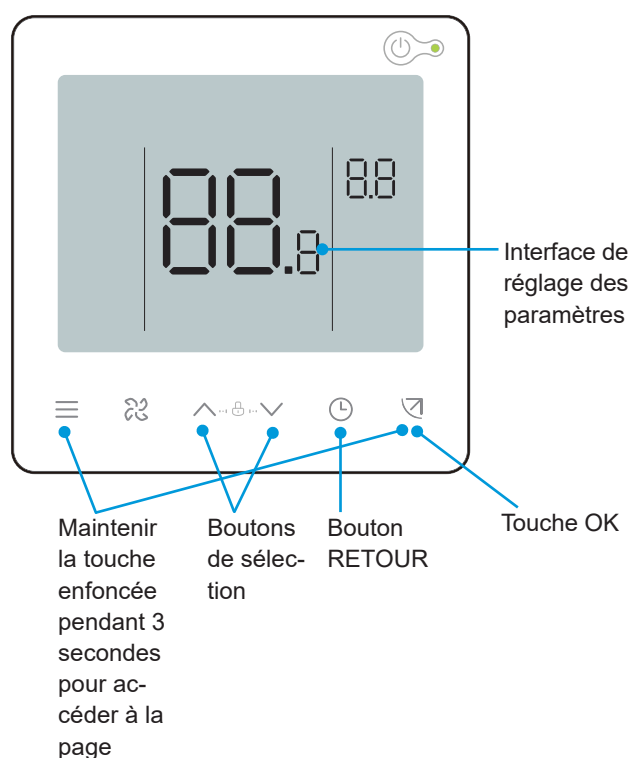 88.8
8.8
Interface de
réglage des
paramètres
Maintenir
la touche
enfoncée
pendant 3
secondes
pour ac-
céder à la
page
Boutons
de sélec-
tion
Bouton
RETOUR
Touche OK